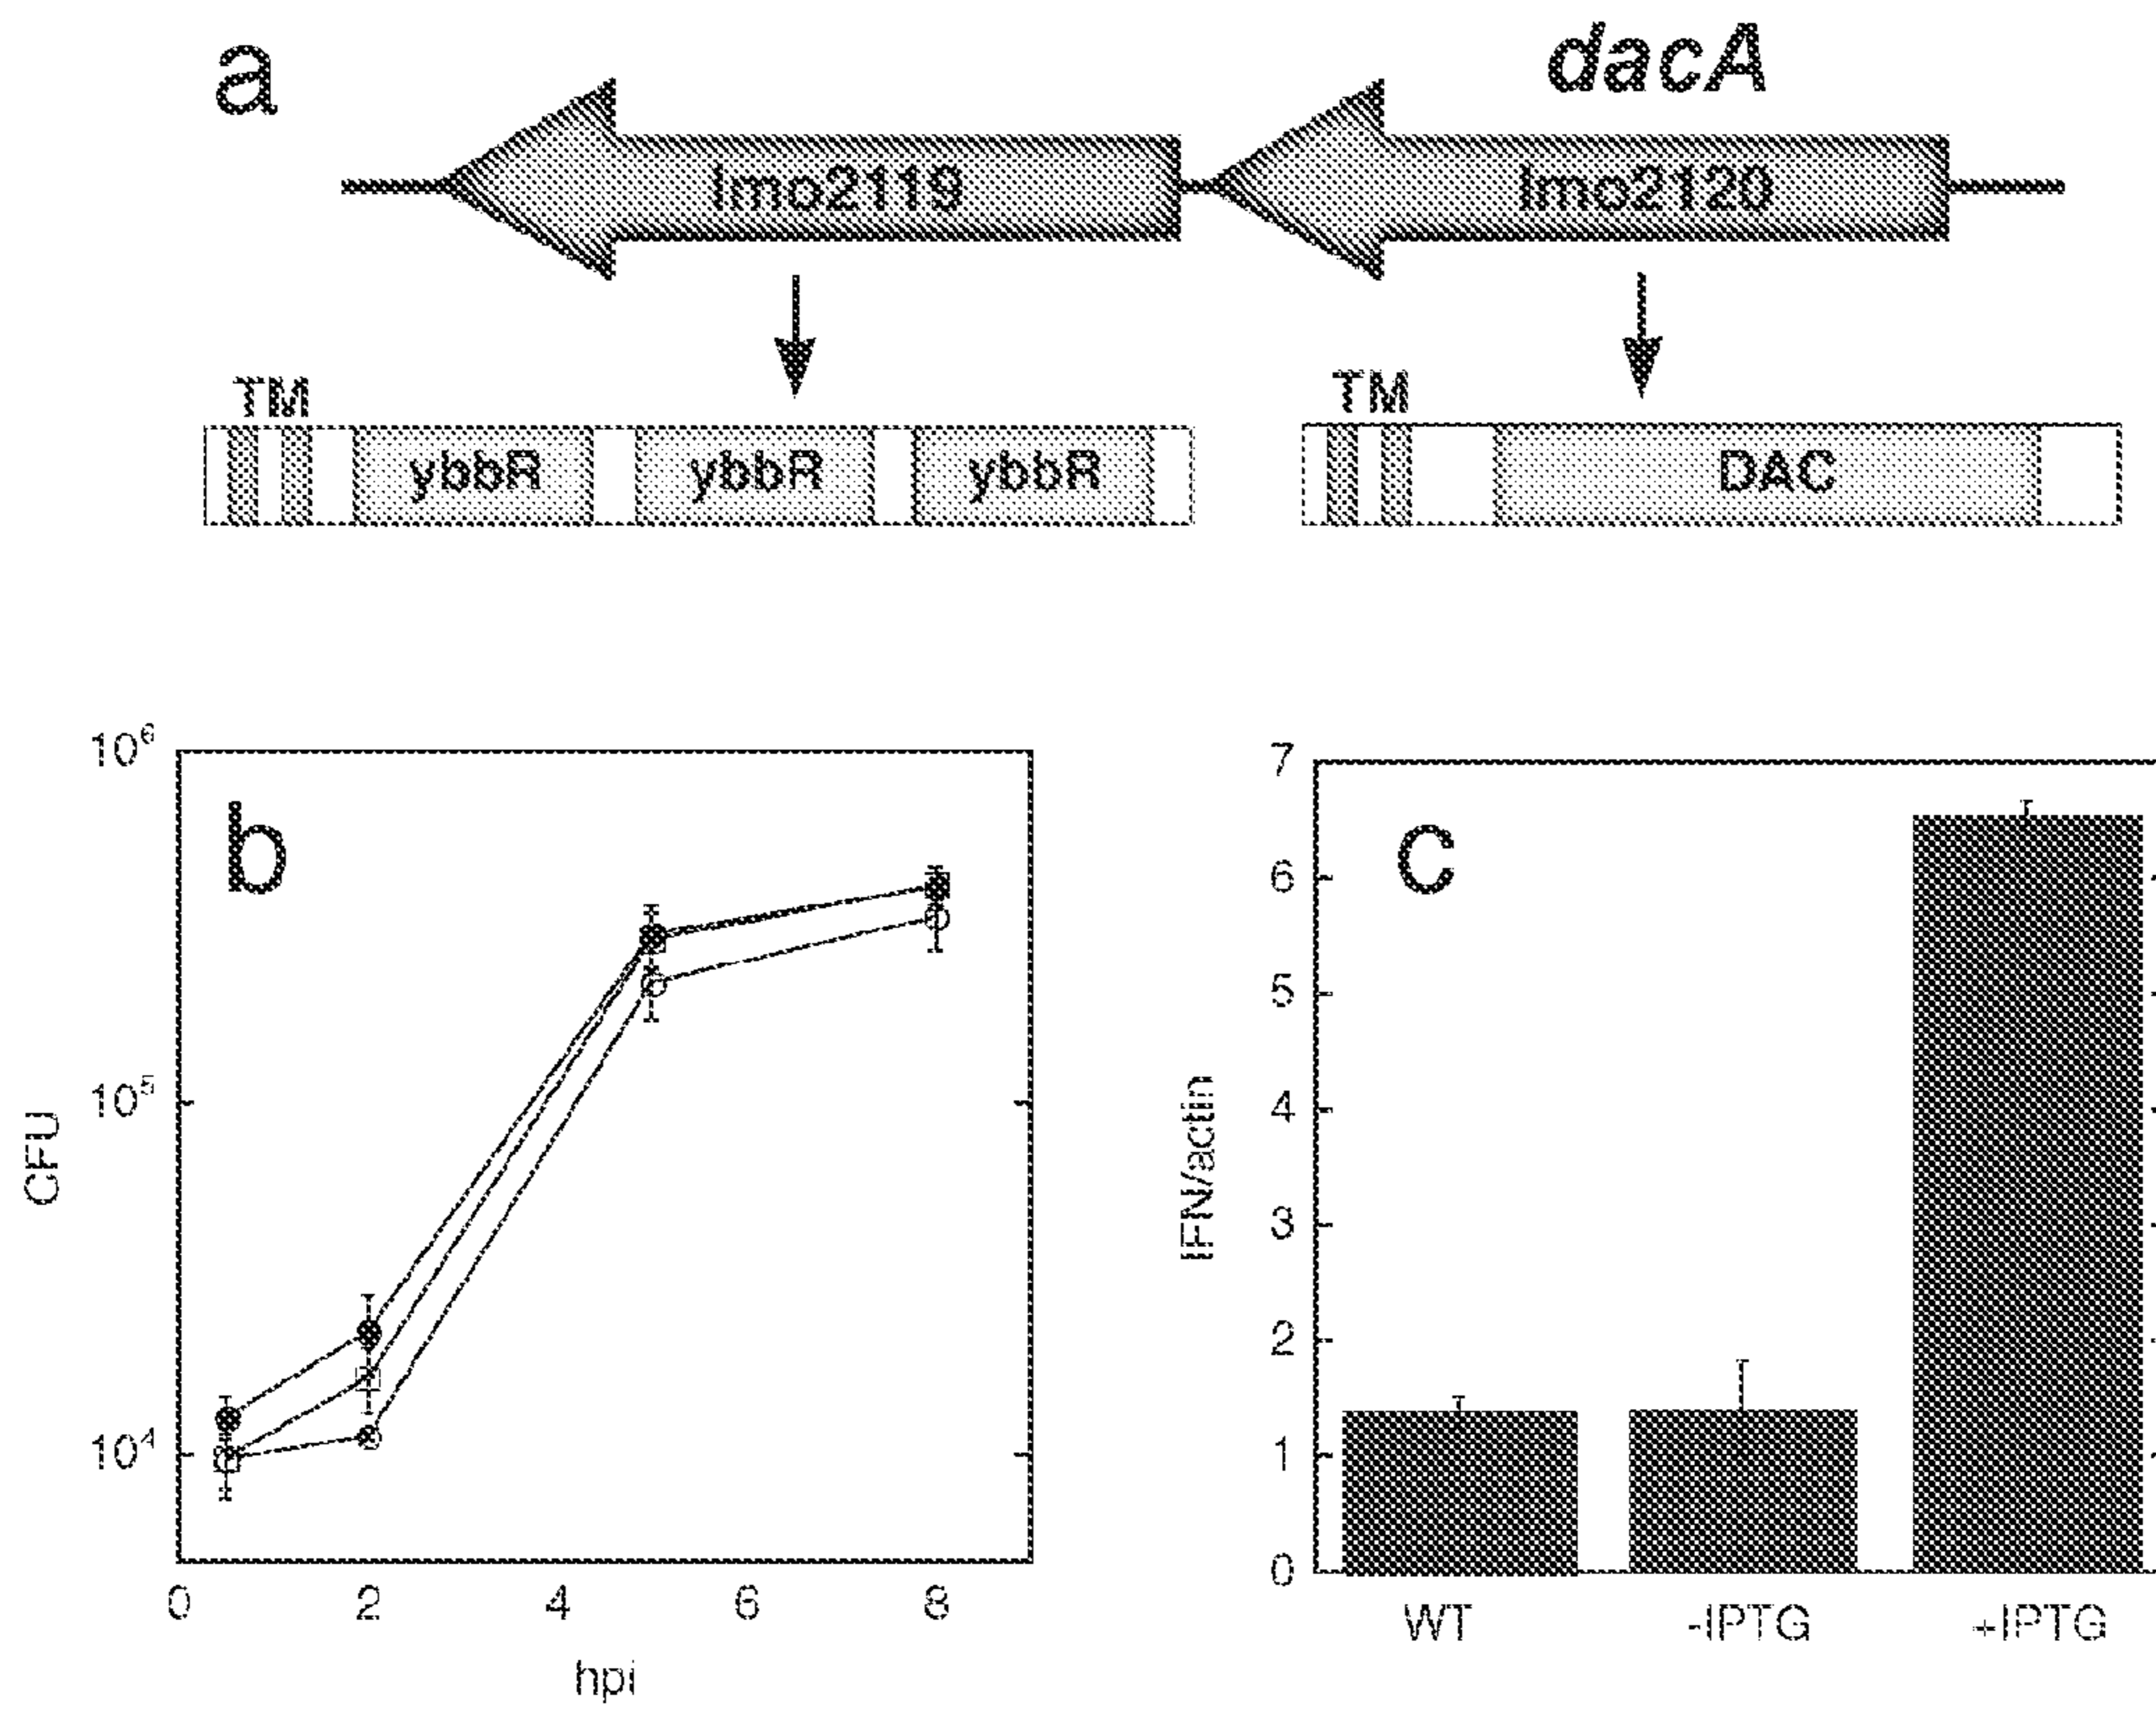 a
dacA
lmo2119
lmo2120
TM
TM
ybbR
ybbR
ybbR
DAC
b
10⁶
10⁵
10⁴
CFU
0
2
4
6
8
hpi
c
7
6
5
4
3
2
1
0
IFN/actin
WT
-IPTG
+IPTG